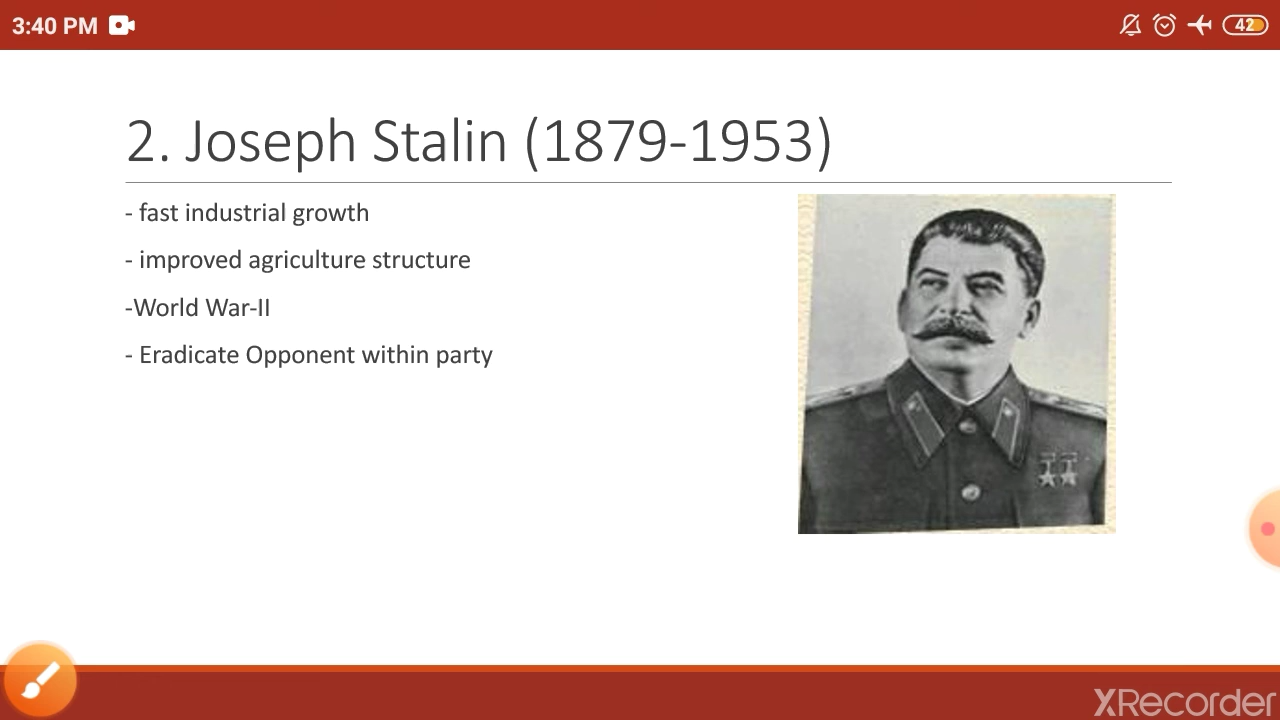 3:40 PM
42
2. Joseph Stalin (1879-1953)
- fast industrial growth
- improved agriculture structure
-World War-II
- Eradicate Opponent within party
XRecorder